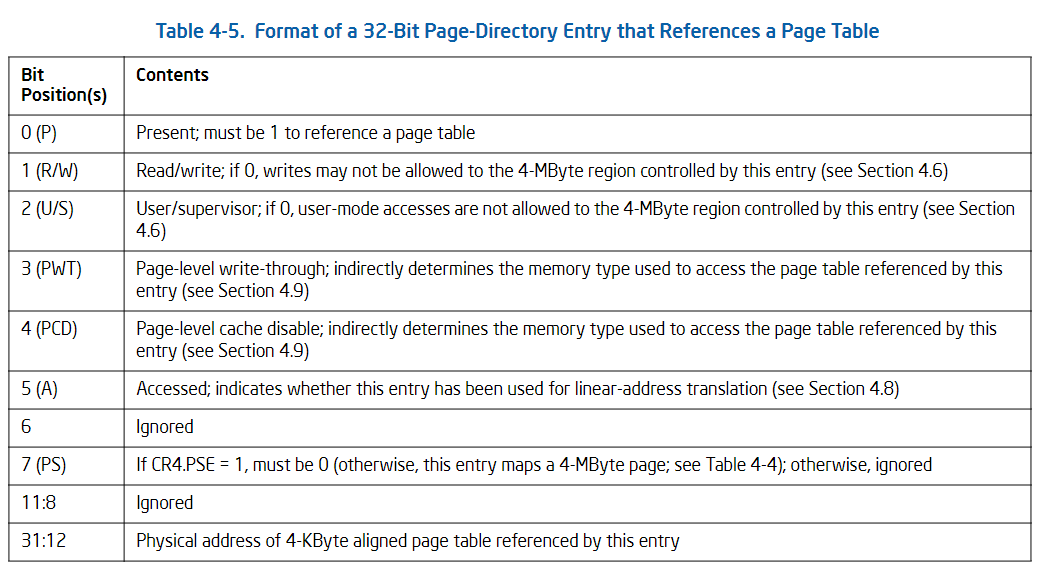 Table 4-5. Format of a 32-Bit Page-Directory Entry that References a Page Table
Bit Position(s) Contents
0 (P) Present; must be 1 to reference a page table
1 (R/W) Read/write; if 0, writes may not be allowed to the 4-MByte region controlled by this entry (see Section 4.6)
2 (U/S) User/supervisor; if 0, user-mode accesses are not allowed to the 4-MByte region controlled by this entry (see Section
4.6)
3 (PWT) Page-level write-through; indirectly determines the memory type used to access the page table referenced by this
entry (see Section 4.9)
4 (PCD) Page-level cache disable; indirectly determines the memory type used to access the page table referenced by this
entry (see Section 4.9)
5 (A) Accessed; indicates whether this entry has been used for linear-address translation (see Section 4.8)
6 Ignored
7 (PS) If CR4.PSE = 1, must be 0 (otherwise, this entry maps a 4-MByte page; see Table 4-4); otherwise, ignored
11:8 Ignored
31:12 Physical address of 4-KByte aligned page table referenced by this entry